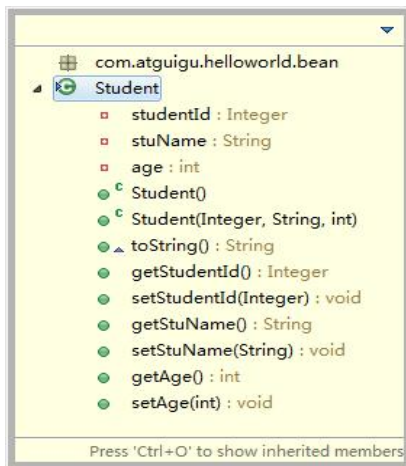 com.atguigu.helloworld.bean
Student
studentId : Integer
stuName : String
age : int
C Student()
C Student(Integer, String, int)
toString() : String
getStudentId() : Integer
setStudentId(Integer) : void
getStuName() : String
setStuName(String) : void
getAge() : int
setAge(int) : void
Press 'Ctrl+O' to show inherited members